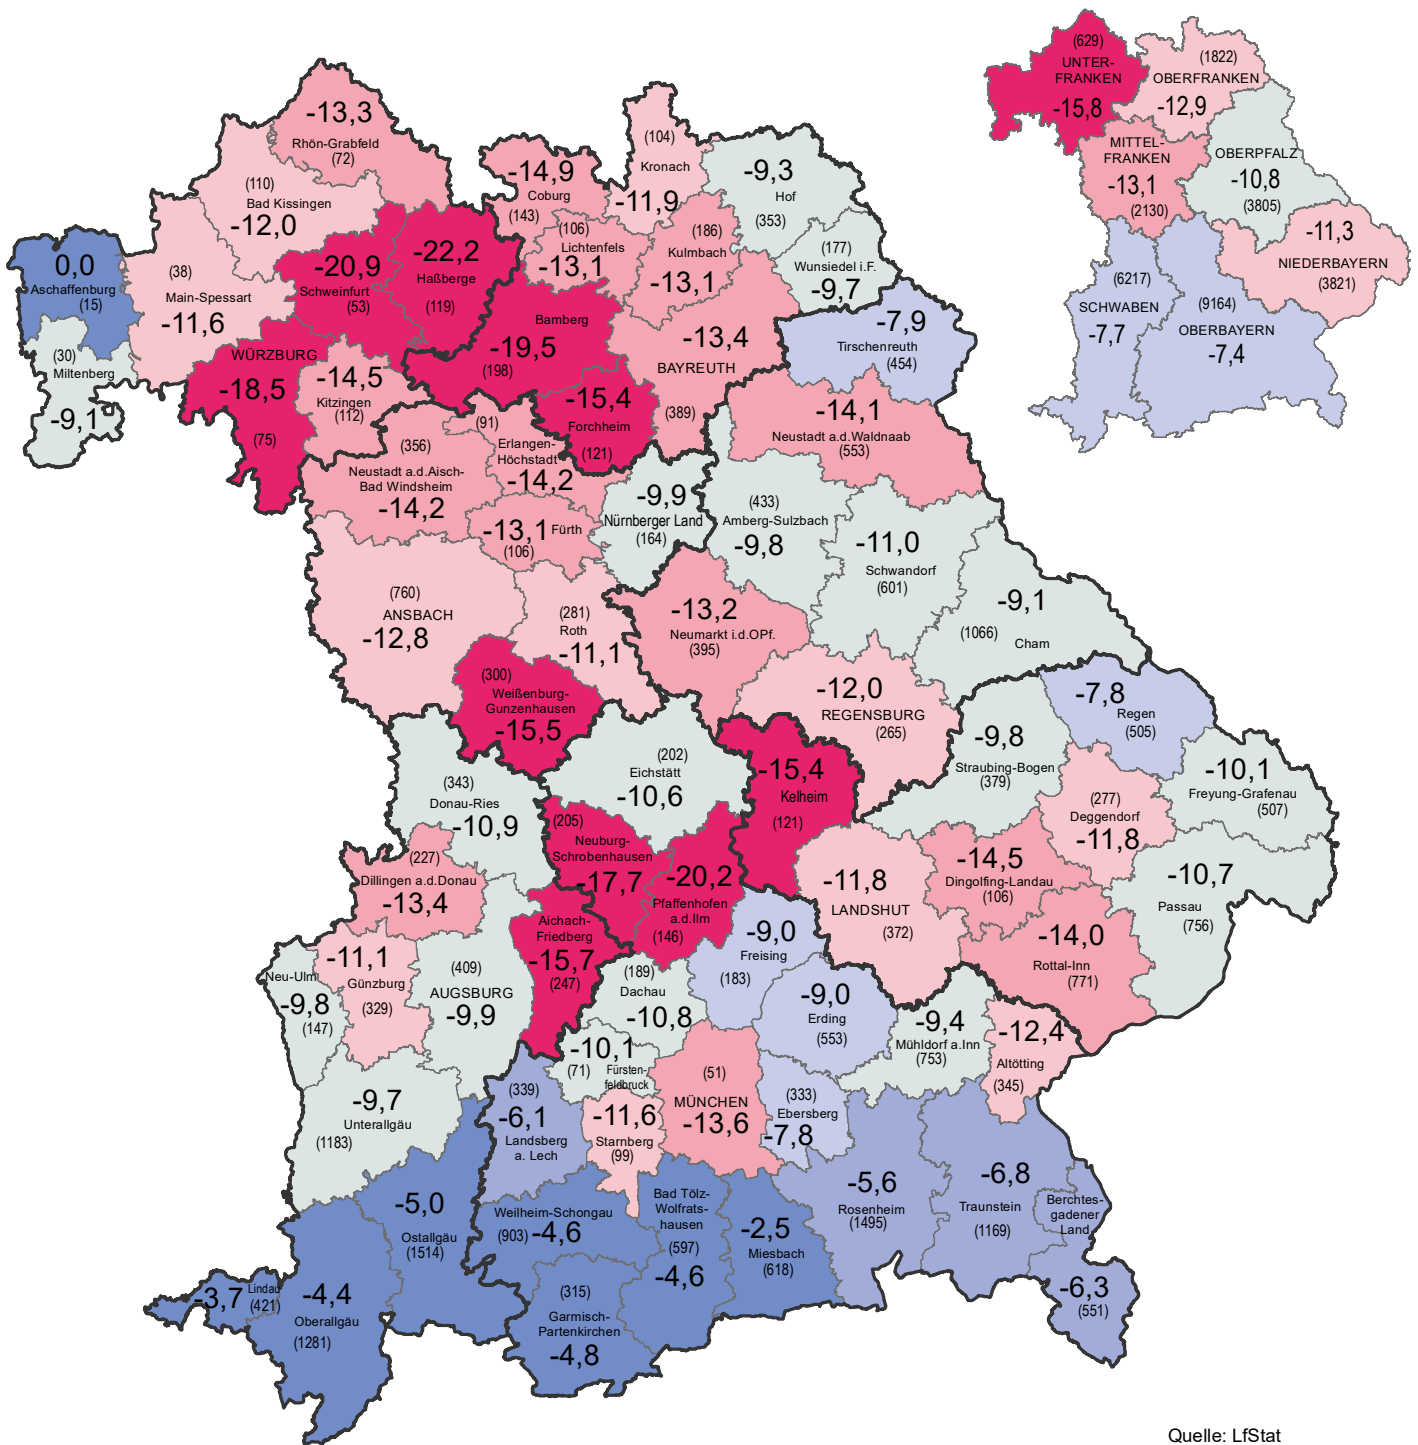 -13,3
Rhön-Grabfeld
(72)
(110)
Bad Kissingen
-12,0
-14,9
Coburg
(143)
(104)
Kronach
-11,9
-9,3
Hof
(353)
0,0
Aschaffenburg
(15)
(38)
Main-Spessart
-11,6
-20,9
Schweinfurt
(53)
-22,2
Haßberge
(119)
(106)
Lichtenfels
-13,1
(186)
Kulmbach
-13,1
(177)
Wunsiedel i.F.
-9,7
(30)
Miltenberg
-9,1
WÜRZBURG
-18,5
(75)
-14,5
Kitzingen
(112)
Bamberg
-19,5
(198)
-15,4
Forchheim
(121)
-13,4
BAYREUTH
(389)
-7,9
Tirschenreuth
(454)
(356)
Neustadt a.d.Aisch-
Bad Windsheim
-14,2
(91)
Erlangen-
Höchstadt
-14,2
-13,1
Fürth
(106)
-9,9
Nürnberger Land
(164)
-14,1
Neustadt a.d.Waldnaab
(553)
(433)
Amberg-Sulzbach
-9,8
-11,0
Schwandorf
(601)
(760)
ANSBACH
-12,8
(281)
Roth
-11,1
-13,2
Neumarkt i.d.OPf.
(395)
-9,1
(1066)
Cham
(300)
Weißenburg-
Gunzenhausen
-15,5
-12,0
REGENSBURG
(265)
-7,8
Regen
(505)
-9,8
Straubing-Bogen
(379)
-10,1
Freyung-Grafenau
(507)
(343)
Donau-Ries
-10,9
(202)
Eichstätt
-10,6
-15,4
Kelheim
(121)
(277)
Deggendorf
-11,8
(227)
Dillingen a.d.Donau
-13,4
(205)
Neuburg-
Schrobenhausen
-17,7
-20,2
Pfaffenhofen
a.d.Ilm
(146)
-11,8
LANDSHUT
(372)
-14,5
Dingolfing-Landau
(106)
-10,7
Passau
(756)
-14,0
Rottal-Inn
(771)
Neu-Ulm
-9,8
(147)
-11,1
Günzburg
(329)
(409)
AUGSBURG
-9,9
Aichach-
Friedberg
-15,7
(247)
(189)
Dachau
-10,8
-9,0
Freising
(183)
-9,0
Erding
(553)
-9,4
Mühldorf a.Inn
(753)
-12,4
Altötting
(345)
-9,7
Unterallgäu
(1183)
(339)
-6,1
Landsberg
a. Lech
-10,1
(71)
Fürsten-
feldbruck
-11,6
Starnberg
(99)
(51)
MÜNCHEN
-13,6
(333)
Ebersberg
-7,8
-5,6
Rosenheim
(1495)
-6,8
Traunstein
(1169)
Berchtes-
gadener
Land
-6,3
(551)
-5,0
Ostallgäu
(1514)
Weilheim-Schongau
(903)
-4,6
Bad Tölz-
Wolfrats-
hausen
(597)
-4,6
-2,5
Miesbach
(618)
-3,7
Lindau
(421)
-4,4
Oberallgäu
(1281)
(315)
Garmisch-
Partenkirchen
-4,8
(629)
UNTER-
FRANKEN
-15,8
(1822)
OBERFRANKEN
-12,9
MITTEL-
FRANKEN
-13,1
(2130)
OBERPFALZ
-10,8
(3805)
-11,3
NIEDERBAYERN
(3821)
(6217)
SCHWABEN
-7,7
(9164)
OBERBAYERN
-7,4
Quelle: LfStat